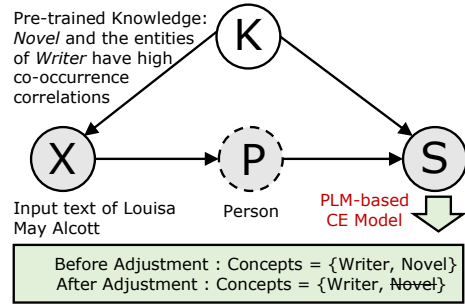 Pre-trained Knowledge:
Novel and the entities
of Writer have high
co-occurrence
correlations
K
X
P
S
Input text of Louisa
May Alcott
Person
PLM-based
CE Model
Before Adjustment : Concepts = {Writer, Novel}
After Adjustment : Concepts = {Writer, Novel}